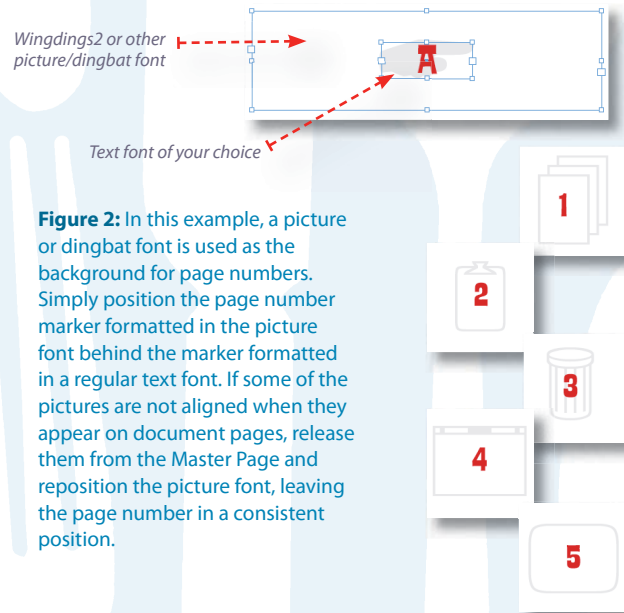 Wingdings2 or other
picture/dingbat font
A
Text font of your choice
Figure 2: In this example, a picture
or dingbat font is used as the
background for page numbers.
Simply position the page number
marker formatted in the picture
font behind the marker formatted
in a regular text font. If some of the
pictures are not aligned when they
appear on document pages, release
them from the Master Page and
reposition the picture font, leaving
the page number in a consistent
position.
1
2
3
4
5